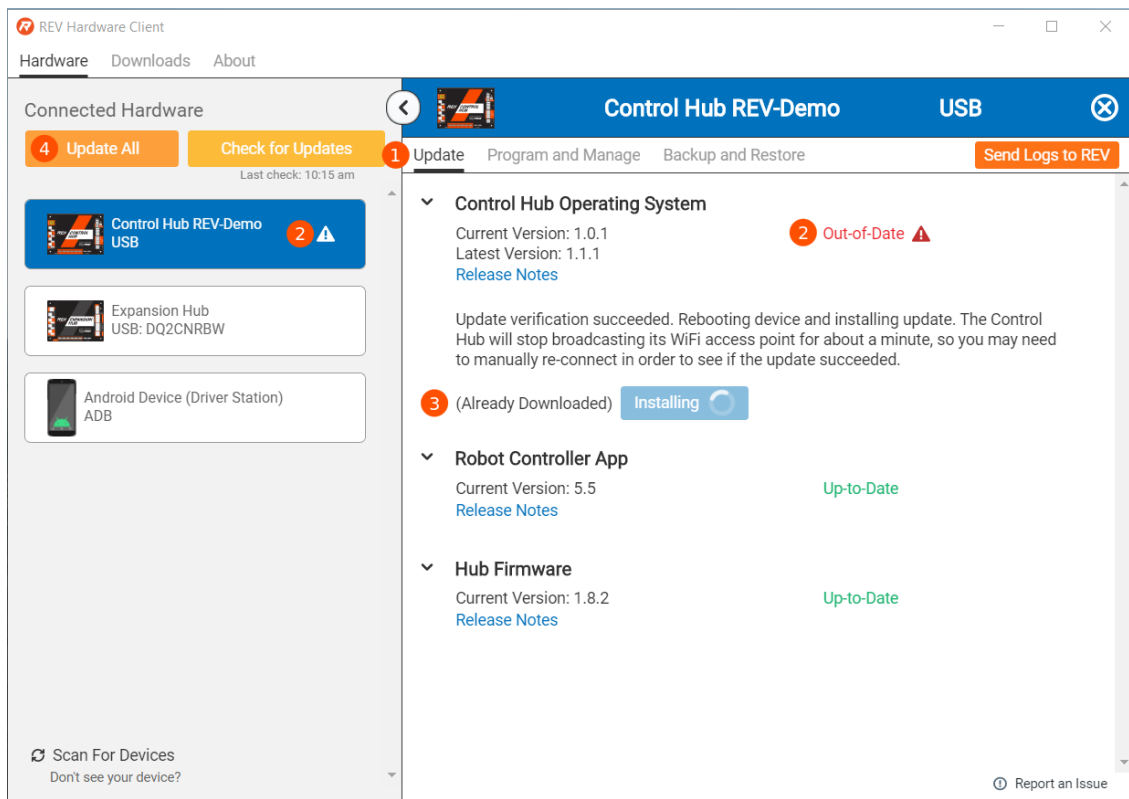 REV Hardware Client
Hardware Downloads About
Connected Hardware
4 Update All Check for Updates
Last check: 10:15 am
Control Hub REV-Demo
USB
2
Expansion Hub
USB: DQ2CNRBW
Android Device (Driver Station)
ADB
Scan For Devices
Don't see your device?
Control Hub REV-Demo USB
1 Update Program and Manage Backup and Restore Send Logs to REV
Control Hub Operating System
Current Version: 1.0.1 2 Out-of-Date
Latest Version: 1.1.1
Release Notes
Update verification succeeded. Rebooting device and installing update. The Control
Hub will stop broadcasting its WiFi access point for about a minute, so you may need
to manually re-connect in order to see if the update succeeded.
3 (Already Downloaded) Installing
Robot Controller App
Current Version: 5.5 Up-to-Date
Release Notes
Hub Firmware
Current Version: 1.8.2 Up-to-Date
Release Notes
Report an Issue